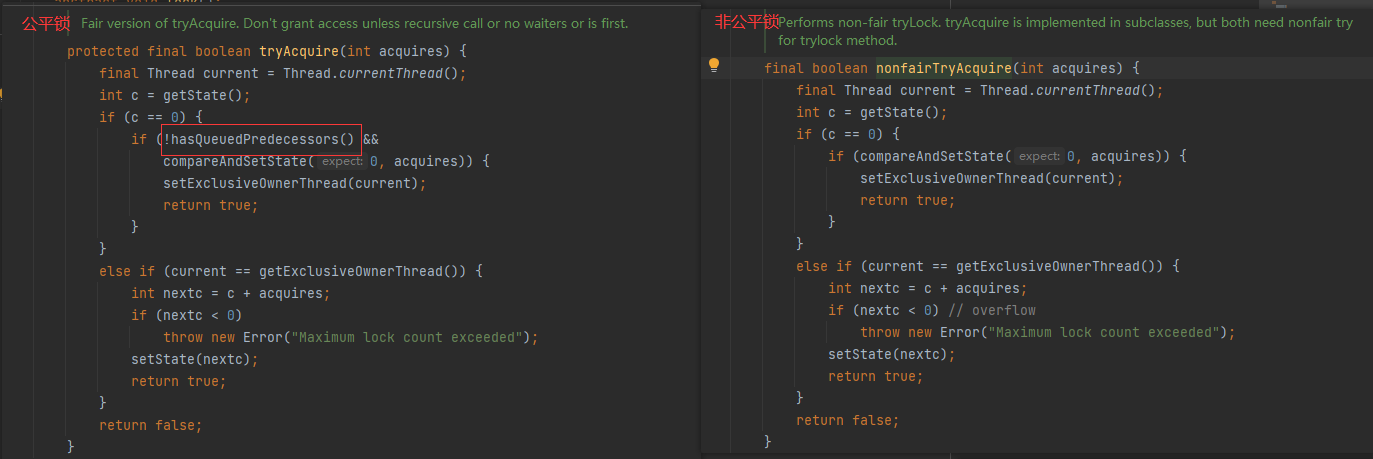 公平锁
Fair version of tryAcquire. Don't grant access unless recursive call or no waiters or is first.
protected final boolean tryAcquire(int acquires) {
final Thread current = Thread.currentThread();
int c = getState();
if (c == 0) {
if (!hasQueuedPredecessors() &&
compareAndSetState( expect: 0, acquires)) {
setExclusiveOwnerThread(current);
return true;
}
}
else if (current == getExclusiveOwnerThread()) {
int nextc = c + acquires;
if (nextc < 0)
throw new Error("Maximum lock count exceeded");
setState(nextc);
return true;
}
return false;
}
非公平锁
Performs non-fair tryLock. tryAcquire is implemented in subclasses, but both need nonfair try
for trylock method.
final boolean nonfairTryAcquire(int acquires) {
final Thread current = Thread.currentThread();
int c = getState();
if (c == 0) {
if (compareAndSetState( expect: 0, acquires)) {
setExclusiveOwnerThread(current);
return true;
}
}
else if (current == getExclusiveOwnerThread()) {
int nextc = c + acquires;
if (nextc < 0) // overflow
throw new Error("Maximum lock count exceeded");
setState(nextc);
return true;
}
return false;
}